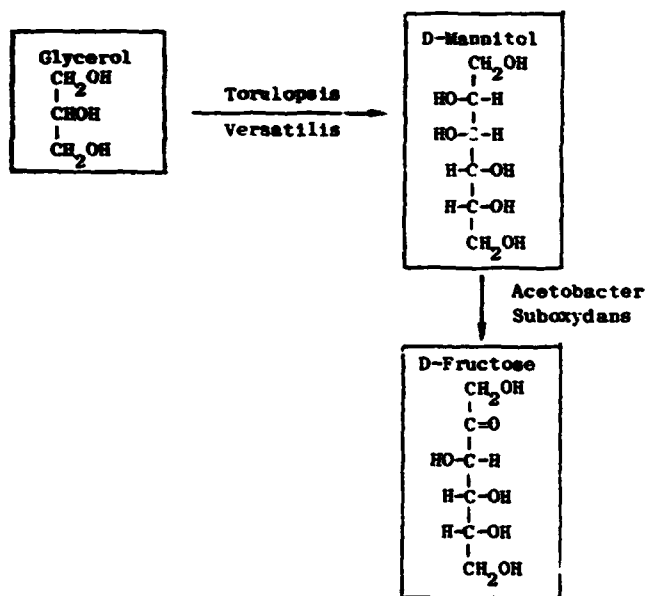 Glycerol
CH2OH
CHOH
CH2OH
Torulopsis
Versatilis
D-Mannitol
CH2OH
HO-C-H
HO-C-H
H-C-OH
H-C-OH
CH2OH
Acetobacter
Suboxydans
D-Fructose
CH2OH
C=O
HO-C-H
H-C-OH
H-C-OH
CH2OH